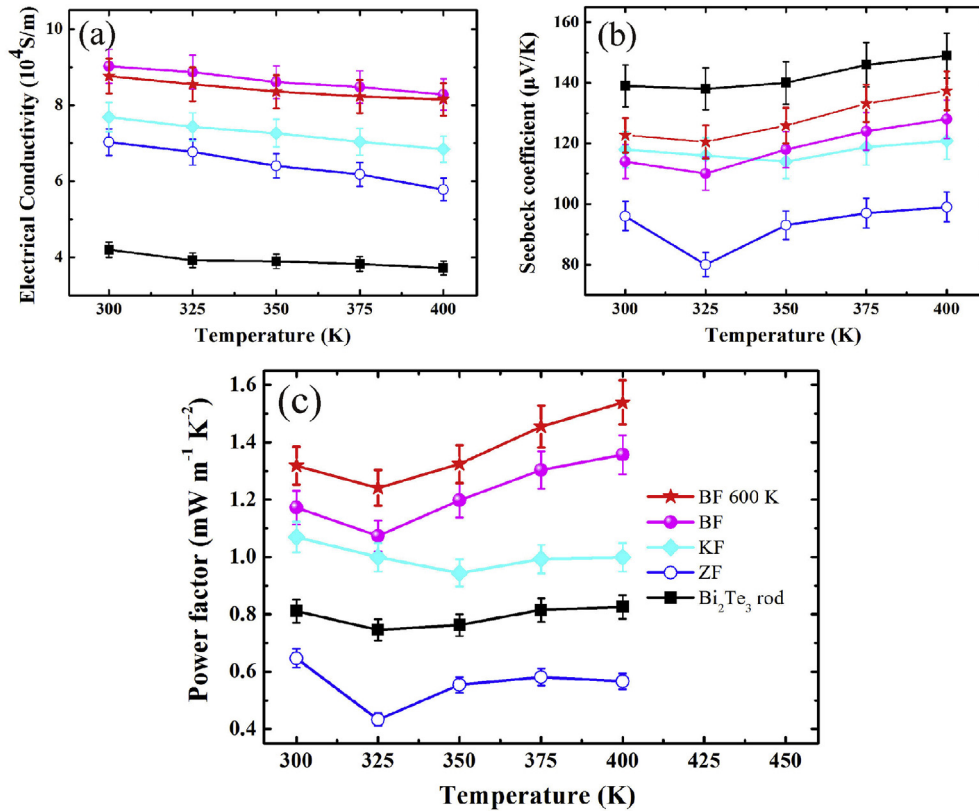 (a)
Electrical Conductivity (10⁴S/m)
10
8
6
4
300 325 350 375 400
Temperature (K)
(b)
Seebeck coefficient (μV/K)
160
140
120
100
80
300 325 350 375 400
Temperature (K)
(c)
Power factor (mW m⁻¹ K⁻²)
1.6
1.4
1.2
1.0
0.8
0.6
0.4
BF 600 K
BF
KF
ZF
Bi₂Te₃ rod
300 325 350 375 400 425 450
Temperature (K)